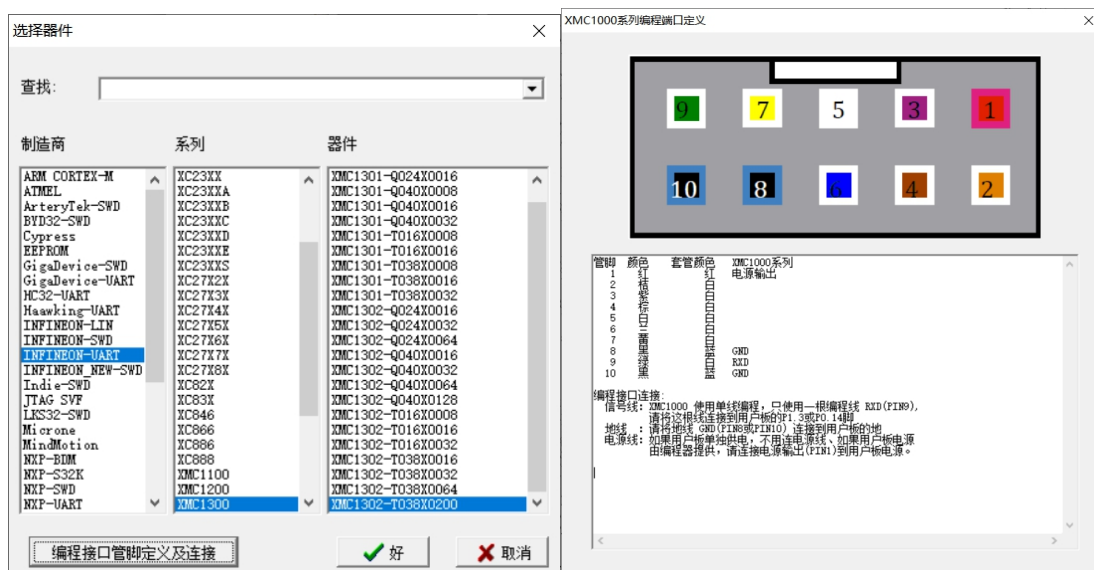 选择器件
查找:
制造商
ARM CORTEX-M
ATMEL
ArteryTek-SWD
BYD32-SWD
Cypress
EEPROM
GigaDevice-SWD
GigaDevice-UART
HC32-UART
Haawking-UART
INFINEON-LIN
INFINEON-SWD
INFINEON-UART
INFINEON_NEW-SWD
Indie-SWD
JTAG SVF
LKS32-SWD
Microne
MindMotion
NXP-BDM
NXP-S32K
NXP-SWD
NXP-UART
系列
XC23XX
XC23XXA
XC23XXB
XC23XXC
XC23XXD
XC23XXE
XC23XXS
XC27X2X
XC27X3X
XC27X4X
XC27X5X
XC27X6X
XC27X7X
XC27X8X
XC82X
XC83X
XC846
XC866
XC886
XC888
XMC1100
XMC1200
XMC1300
器件
XMC1301-Q024X0016
XMC1301-Q040X0008
XMC1301-Q040X0016
XMC1301-Q040X0032
XMC1301-T016X0008
XMC1301-T016X0016
XMC1301-T038X0008
XMC1301-T038X0016
XMC1301-T038X0032
XMC1302-Q024X0016
XMC1302-Q024X0032
XMC1302-Q024X0064
XMC1302-Q040X0016
XMC1302-Q040X0032
XMC1302-Q040X0064
XMC1302-Q040X0128
XMC1302-T016X0008
XMC1302-T016X0016
XMC1302-T016X0032
XMC1302-T038X0016
XMC1302-T038X0032
XMC1302-T038X0064
XMC1302-T038X0200
编程接口管脚定义及连接
好
取消
XMC1000系列编程端口定义
9 7 5 3 1
10 8 6 4 2
管脚 颜色 套管颜色 XMC1000系列
1 红 红 电源输出
2 桔 白
3 紫 白
4 棕 白
5 白 白
6 兰 白
7 黄 白
8 黑 蓝 GND
9 绿 白 RXD
10 黑 蓝 GND
编程接口连接:
信号线: XMC1000 使用单线编程，只使用一根编程线 RXD(PIN9),
请将这根线连接到用户板的P1.3或P0.14脚
地线 : 请将地线 GND(PIN8或PIN10) 连接到用户板的地
电源线: 如果用户板单独供电，不用连电源线、如果用户板电源
由编程器提供，请连接电源输出(PIN1)到用户板电源。